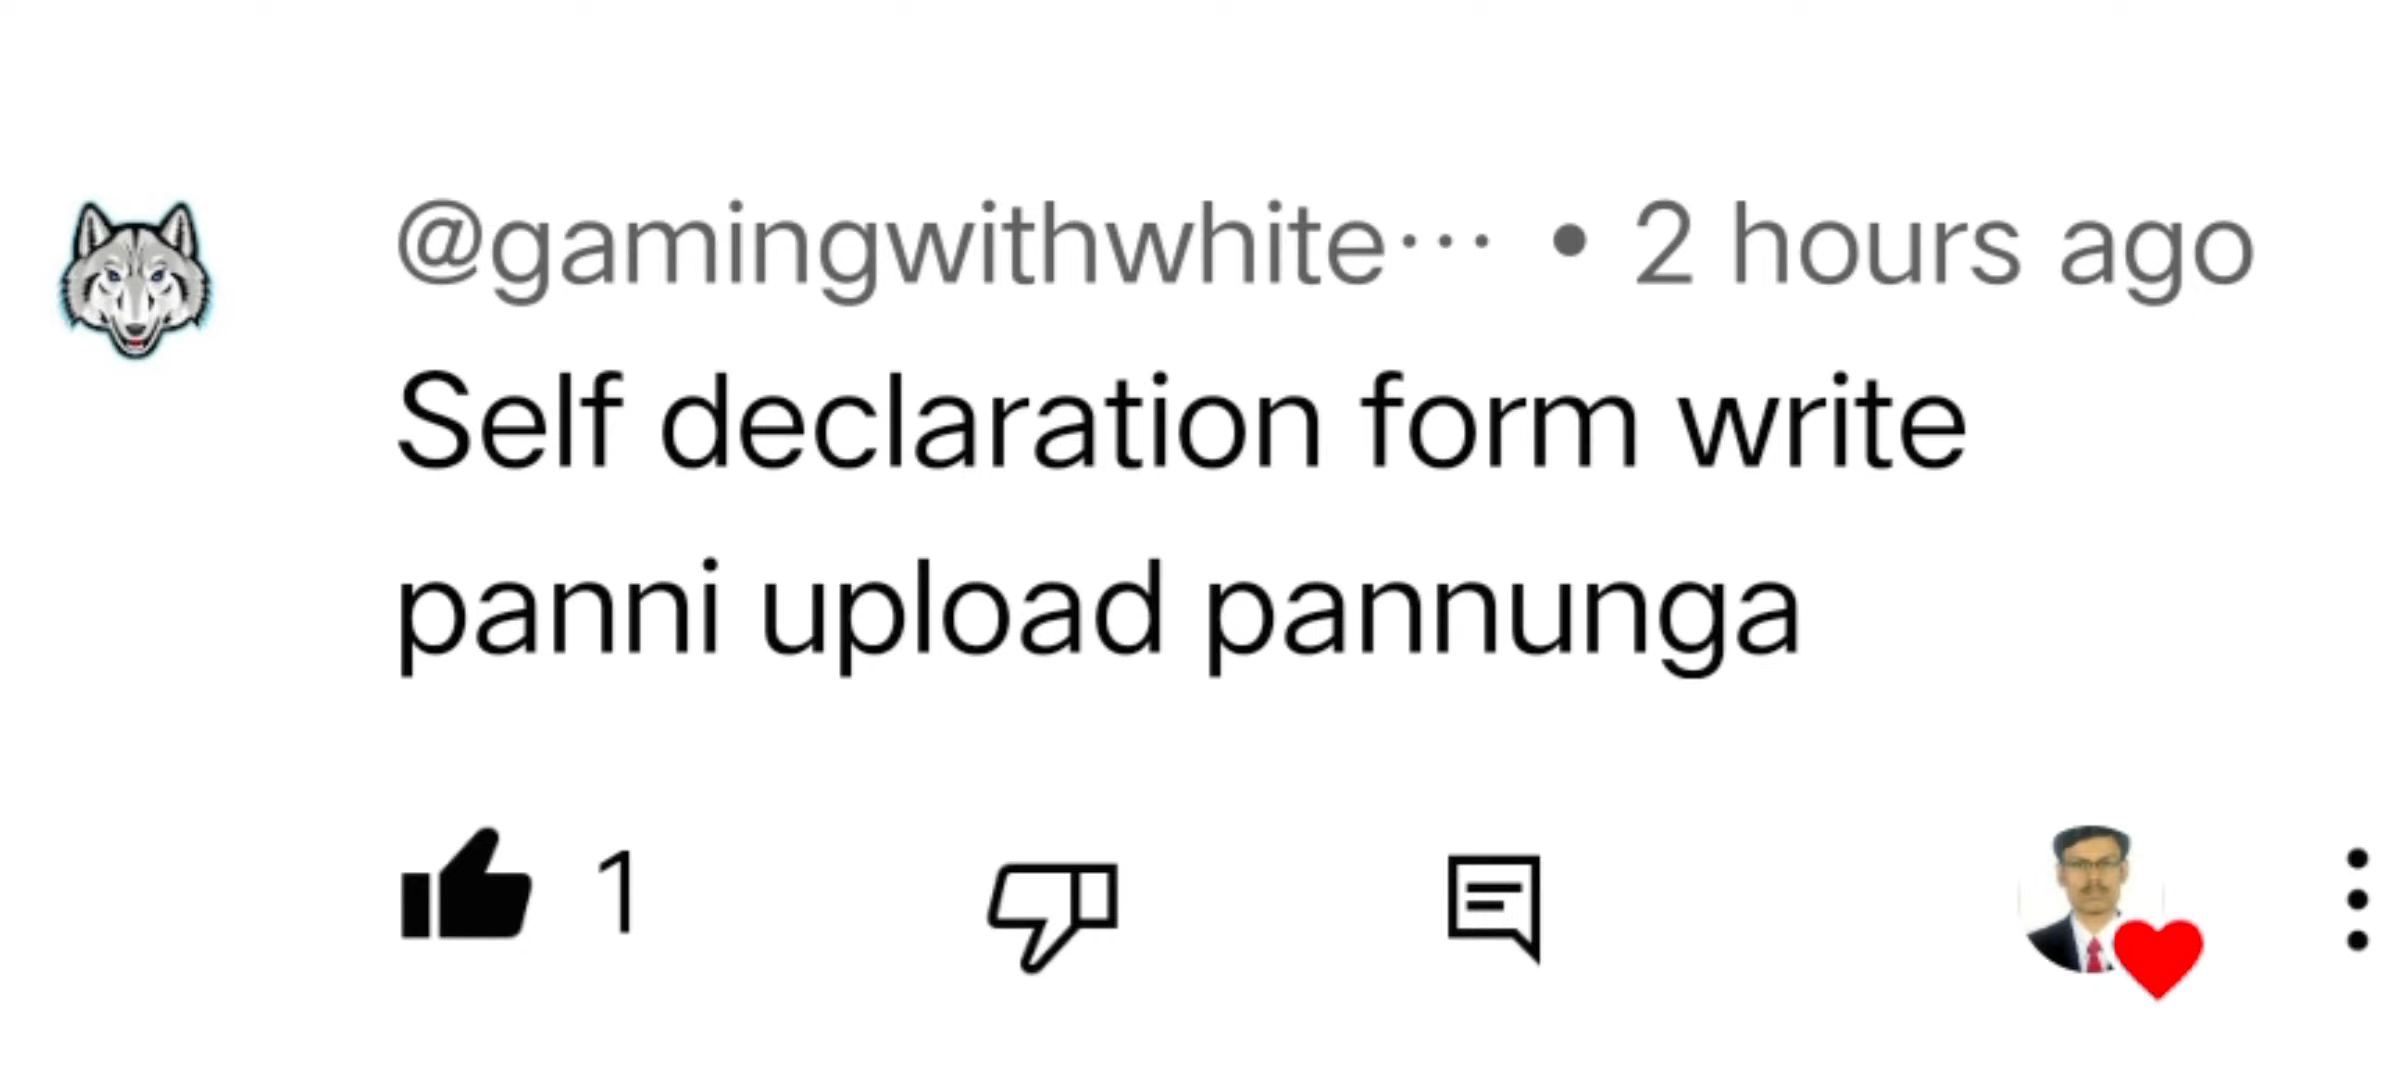 @gamingwithwhite... • 2 hours ago
Self declaration form write
panni upload pannunga
1